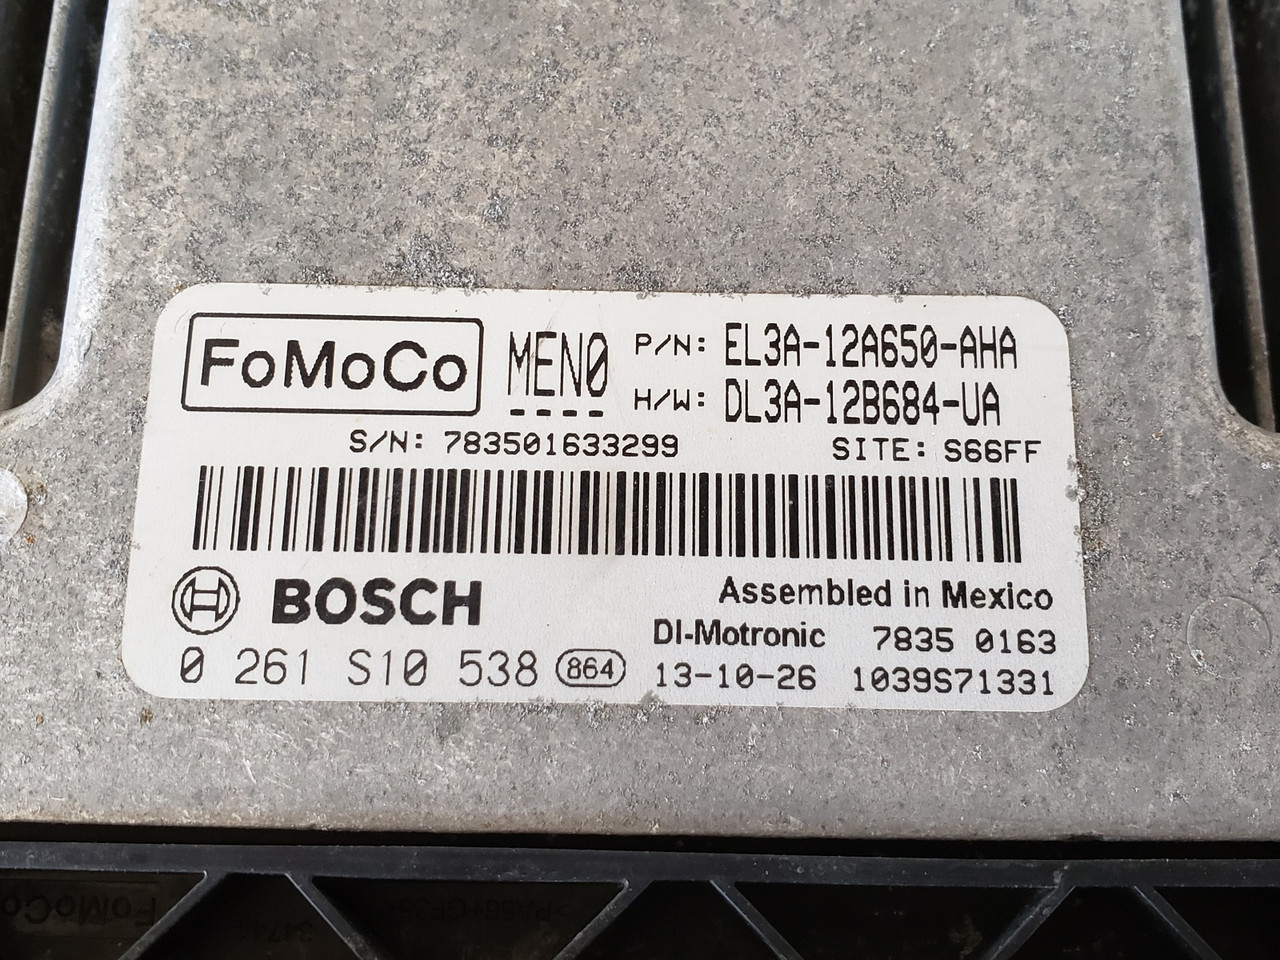 FoMoCo MEN0 P/N: EL3A-12A650-AHA
H/W: DL3A-12B684-UA
S/N: 783501633299 SITE: S66FF
BOSCH Assembled in Mexico
DI-Motronic 7835 0163
0 261 S10 538 864 13-10-26 1039S71331
FoMoCo